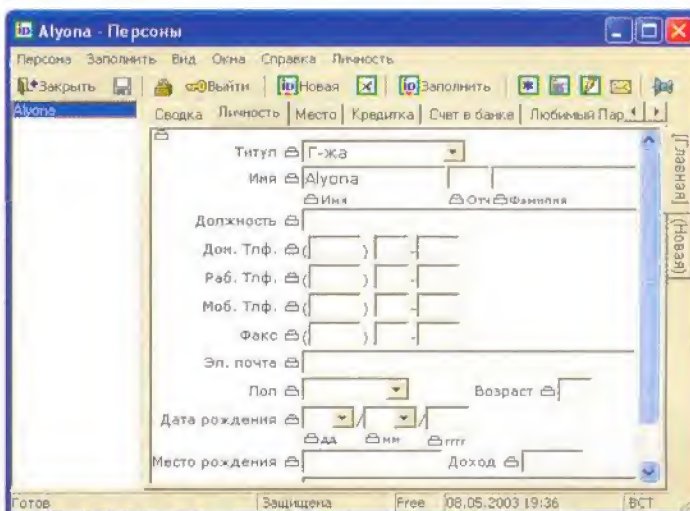 Alyona - Персоны
Персона Заполнить Вид Окна Справка Личность
Закрыть Выйти Новая Заполнить
Alyona
Сводка Личность Место Кредитка Счет в банке Любимый Пар
Титул Г-жа
Имя Alyona
Имя Отч Фамилия
Должность
Дом. Тлф. ( ) -
Раб. Тлф. ( ) -
Моб. Тлф. ( ) -
Факс ( ) -
Эл. почта
Пол Возраст
Дата рождения / /
дд мм гггг
Место рождения Доход
[Главная]
(Новая)
Готов Защищена Free 08.05.2003 19:36 ВСТ